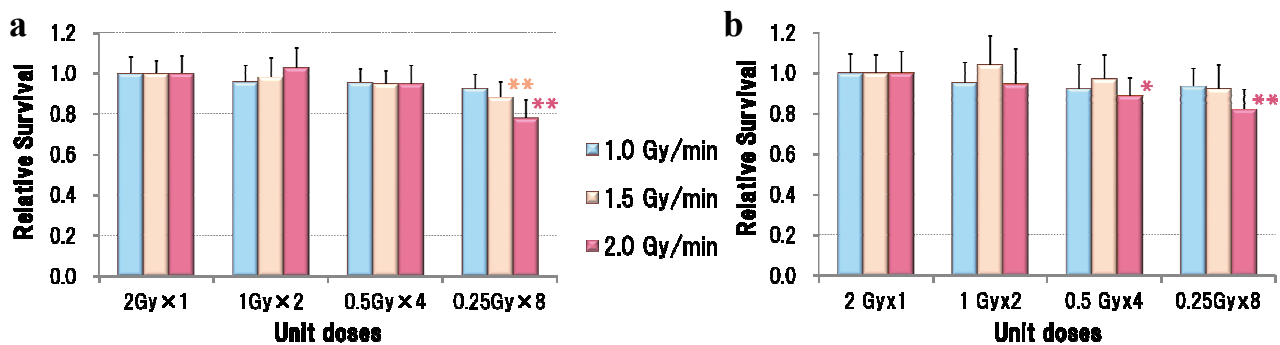 a
Relative Survival
1.2
1.0
0.8
0.6
0.4
0.2
0.0
**
**
2Gy×1 1Gy×2 0.5Gy×4 0.25Gy×8
Unit doses
1.0 Gy/min
1.5 Gy/min
2.0 Gy/min
b
Relative Survival
1.2
1.0
0.8
0.6
0.4
0.2
0.0
*
**
2 Gyx1 1 Gyx2 0.5 Gyx4 0.25Gyx8
Unit doses